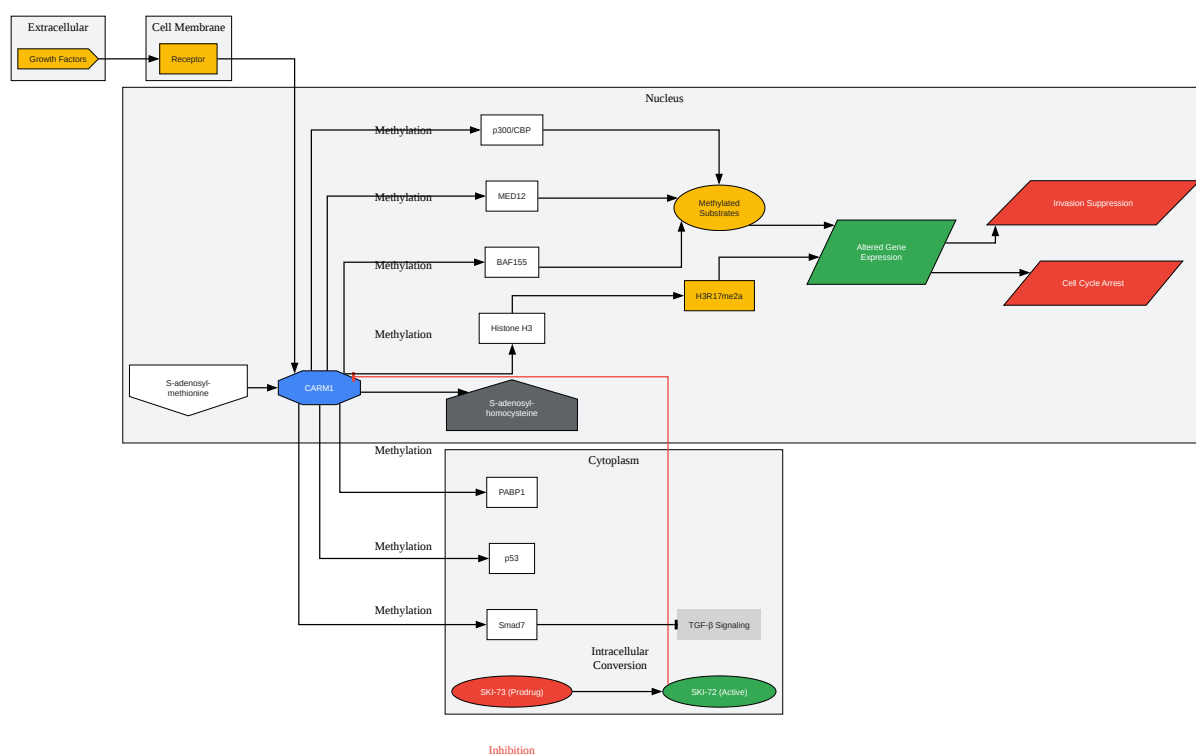 Extracellular
Growth Factors
Cell Membrane
Receptor
Nucleus
Methylation
p300/CBP
Methylation
MED12
Methylated
Substrates
Invasion Suppression
Altered Gene
Expression
Methylation
BAF155
H3R17me2a
Cell Cycle Arrest
Methylation
Histone H3
S-adenosyl-
methionine
CARM1
S-adenosyl-
homocysteine
Methylation
Cytoplasm
PABP1
Methylation
p53
Methylation
Smad7
TGF-β Signaling
Intracellular
Conversion
SKI-73 (Prodrug)
SKI-72 (Active)
Inhibition